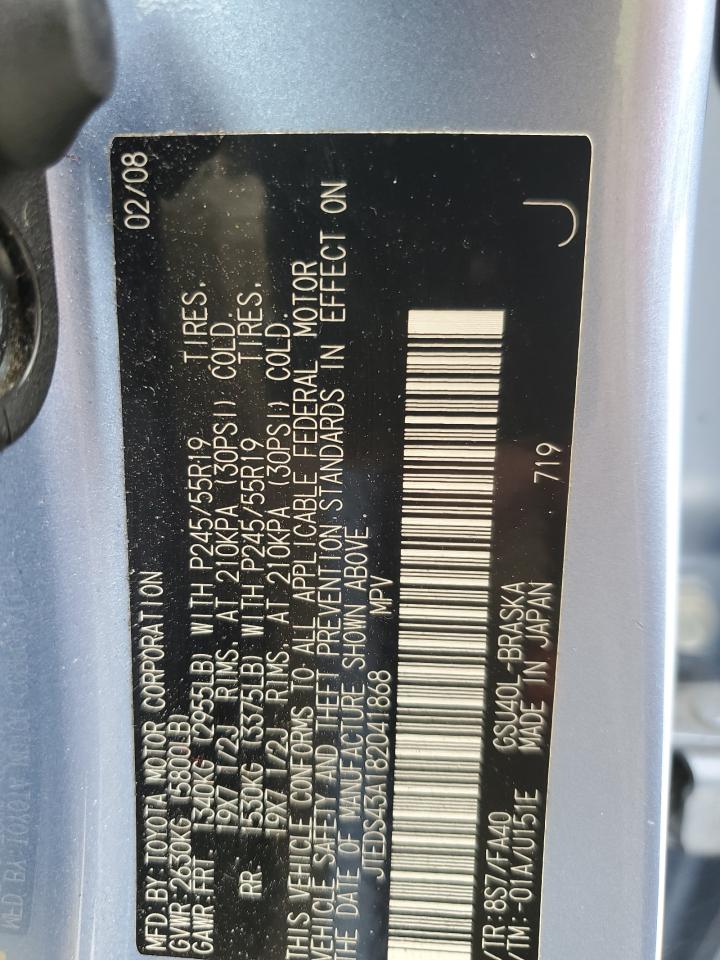 MFD.BY:TOYOTA MOTOR CORPORATION 02/08
GVWR:2630KG(5800LB)
GAWR:FRT 1340KG (2955LB) WITH P245/55R19 TIRES,
19X7 1/2J RIMS, AT 210KPA (30PSI) COLD.
RR 1530KG (3375LB) WITH P245/55R19 TIRES,
19X7 1/2J RIMS, AT 210KPA (30PSI) COLD.
THIS VEHICLE CONFORMS TO ALL APPLICABLE FEDERAL MOTOR
VEHICLE SAFETY AND THEFT PREVENTION STANDARDS IN EFFECT ON
THE DATE OF MANUFACTURE SHOWN ABOVE.
JTEDS43A182041868 MPV
/TR:8S7/FA40 GSU40L-BRASKA 719
/TM:-01A/U151E MADE IN JAPAN
J